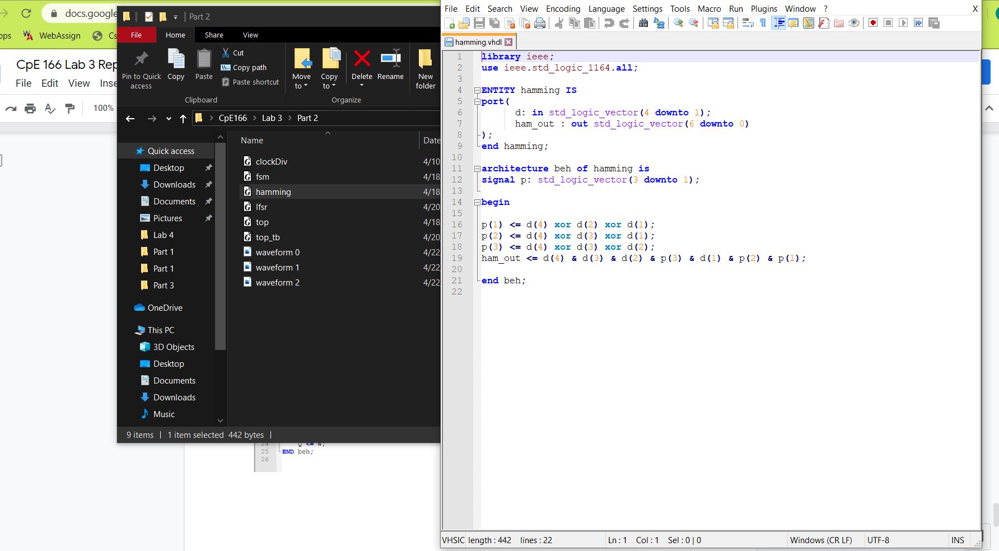 docs.google
ops
WebAssign
Cs
CpE 166 Lab 3 Rep
File Edit View Inse
100%
Part 2
File Home Share View
Pin to Quick access
Copy
Paste
Cut
Copy path
Paste shortcut
Clipboard
Move to
Copy to
Delete
Rename
Organize
New folder
CpE166 > Lab 3 > Part 2
Quick access
Desktop
Downloads
Documents
Pictures
Lab 4
Part 1
Part 1
Part 3
OneDrive
This PC
3D Objects
Desktop
Documents
Downloads
Music
Name Date
clockDiv 4/10
fsm 4/18
hamming 4/18
lfsr 4/20
top 4/18
top_tb 4/20
waveform 0 4/22
waveform 1 4/22
waveform 2 4/22
9 items 1 item selected 442 bytes
24 Q <= W;
25 END beh;
26
File Edit Search View Encoding Language Settings Tools Macro Run Plugins Window ? X
hamming.vhdl
1 library ieee;
2 use ieee.std_logic_1164.all;
3
4 ENTITY hamming IS
5 port(
6 d: in std_logic_vector(4 downto 1);
7 ham_out : out std_logic_vector(6 downto 0)
8 );
9 end hamming;
10
11 architecture beh of hamming is
12 signal p: std_logic_vector(3 downto 1);
13
14 begin
15
16 p(1) <= d(4) xor d(2) xor d(1);
17 p(2) <= d(4) xor d(3) xor d(1);
18 p(3) <= d(4) xor d(3) xor d(2);
19 ham_out <= d(4) & d(3) & d(2) & p(3) & d(1) & p(2) & p(1);
20
21 end beh;
22
VHSIC length : 442 lines : 22 Ln : 1 Col : 1 Sel : 0 | 0 Windows (CR LF) UTF-8 INS